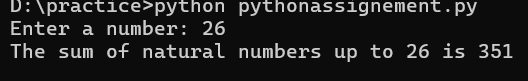 D:\practice>python pythonassignement.py
Enter a number: 26
The sum of natural numbers up to 26 is 351